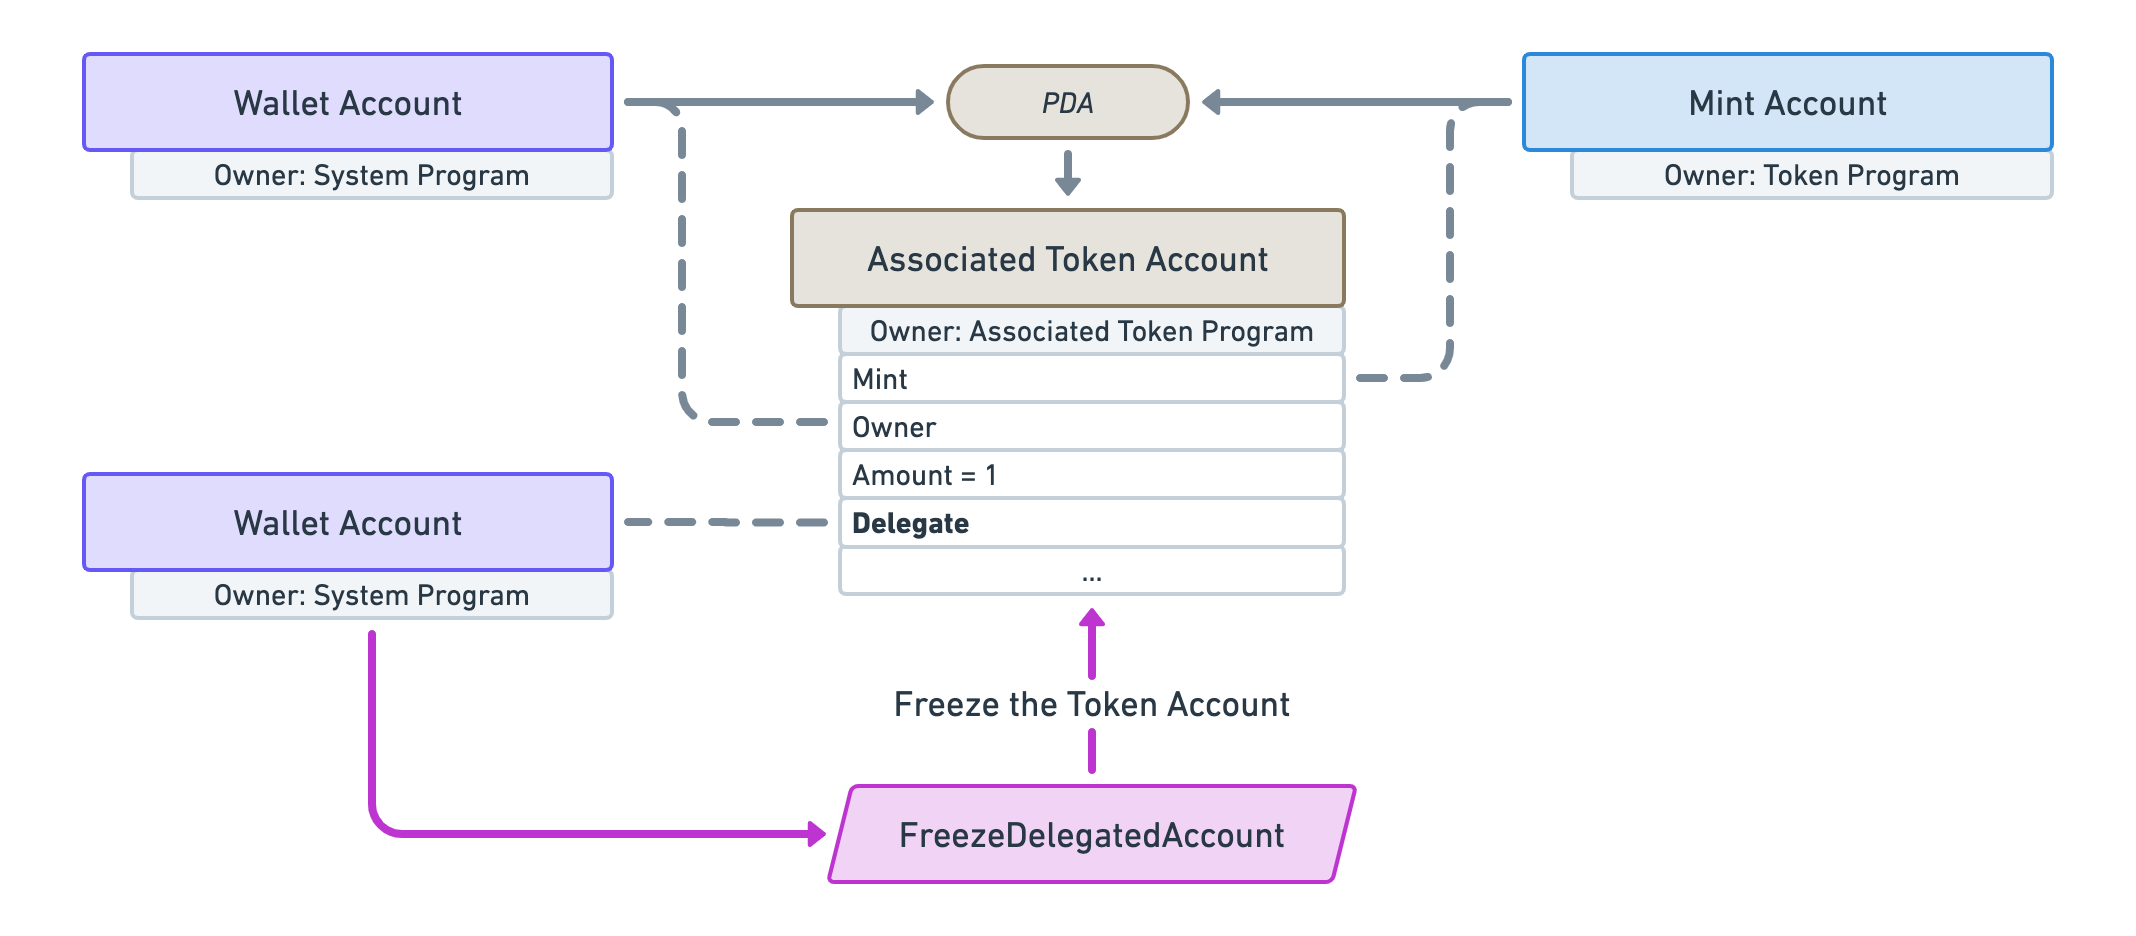 Wallet Account
Owner: System Program
PDA
Mint Account
Owner: Token Program
Associated Token Account
Owner: Associated Token Program
Mint
Owner
Amount = 1
Delegate
...
Wallet Account
Owner: System Program
Freeze the Token Account
FreezeDelegatedAccount